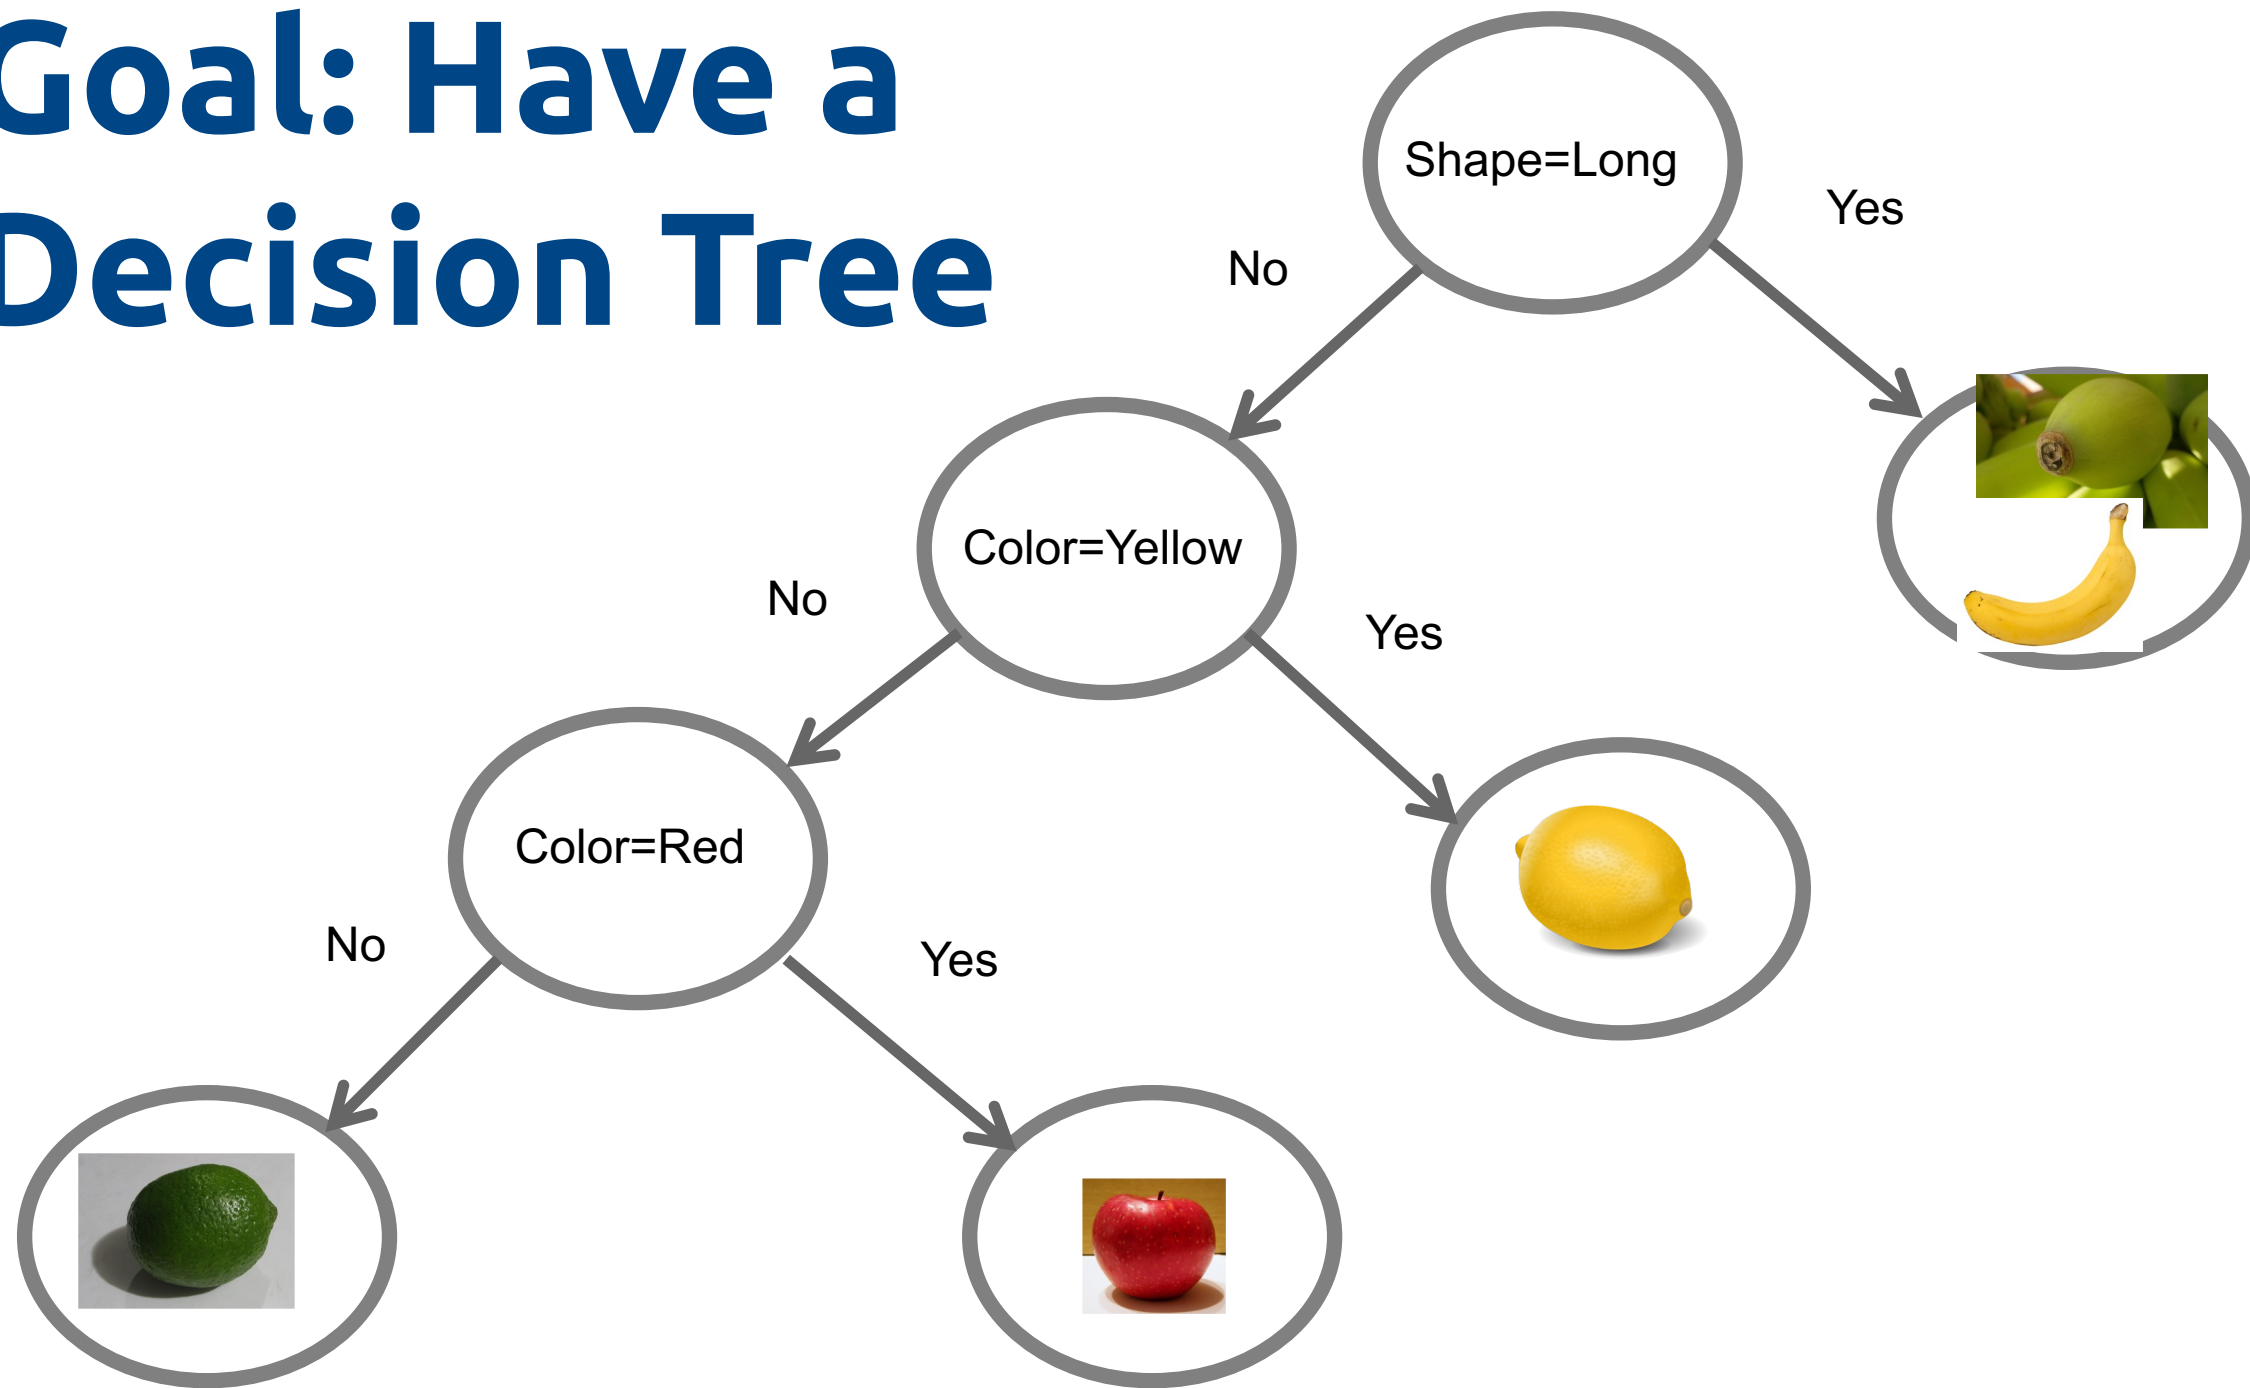 Goal: Have a
Decision Tree
Shape=Long
Yes
No
Color=Yellow
No
Yes
Color=Red
No
Yes